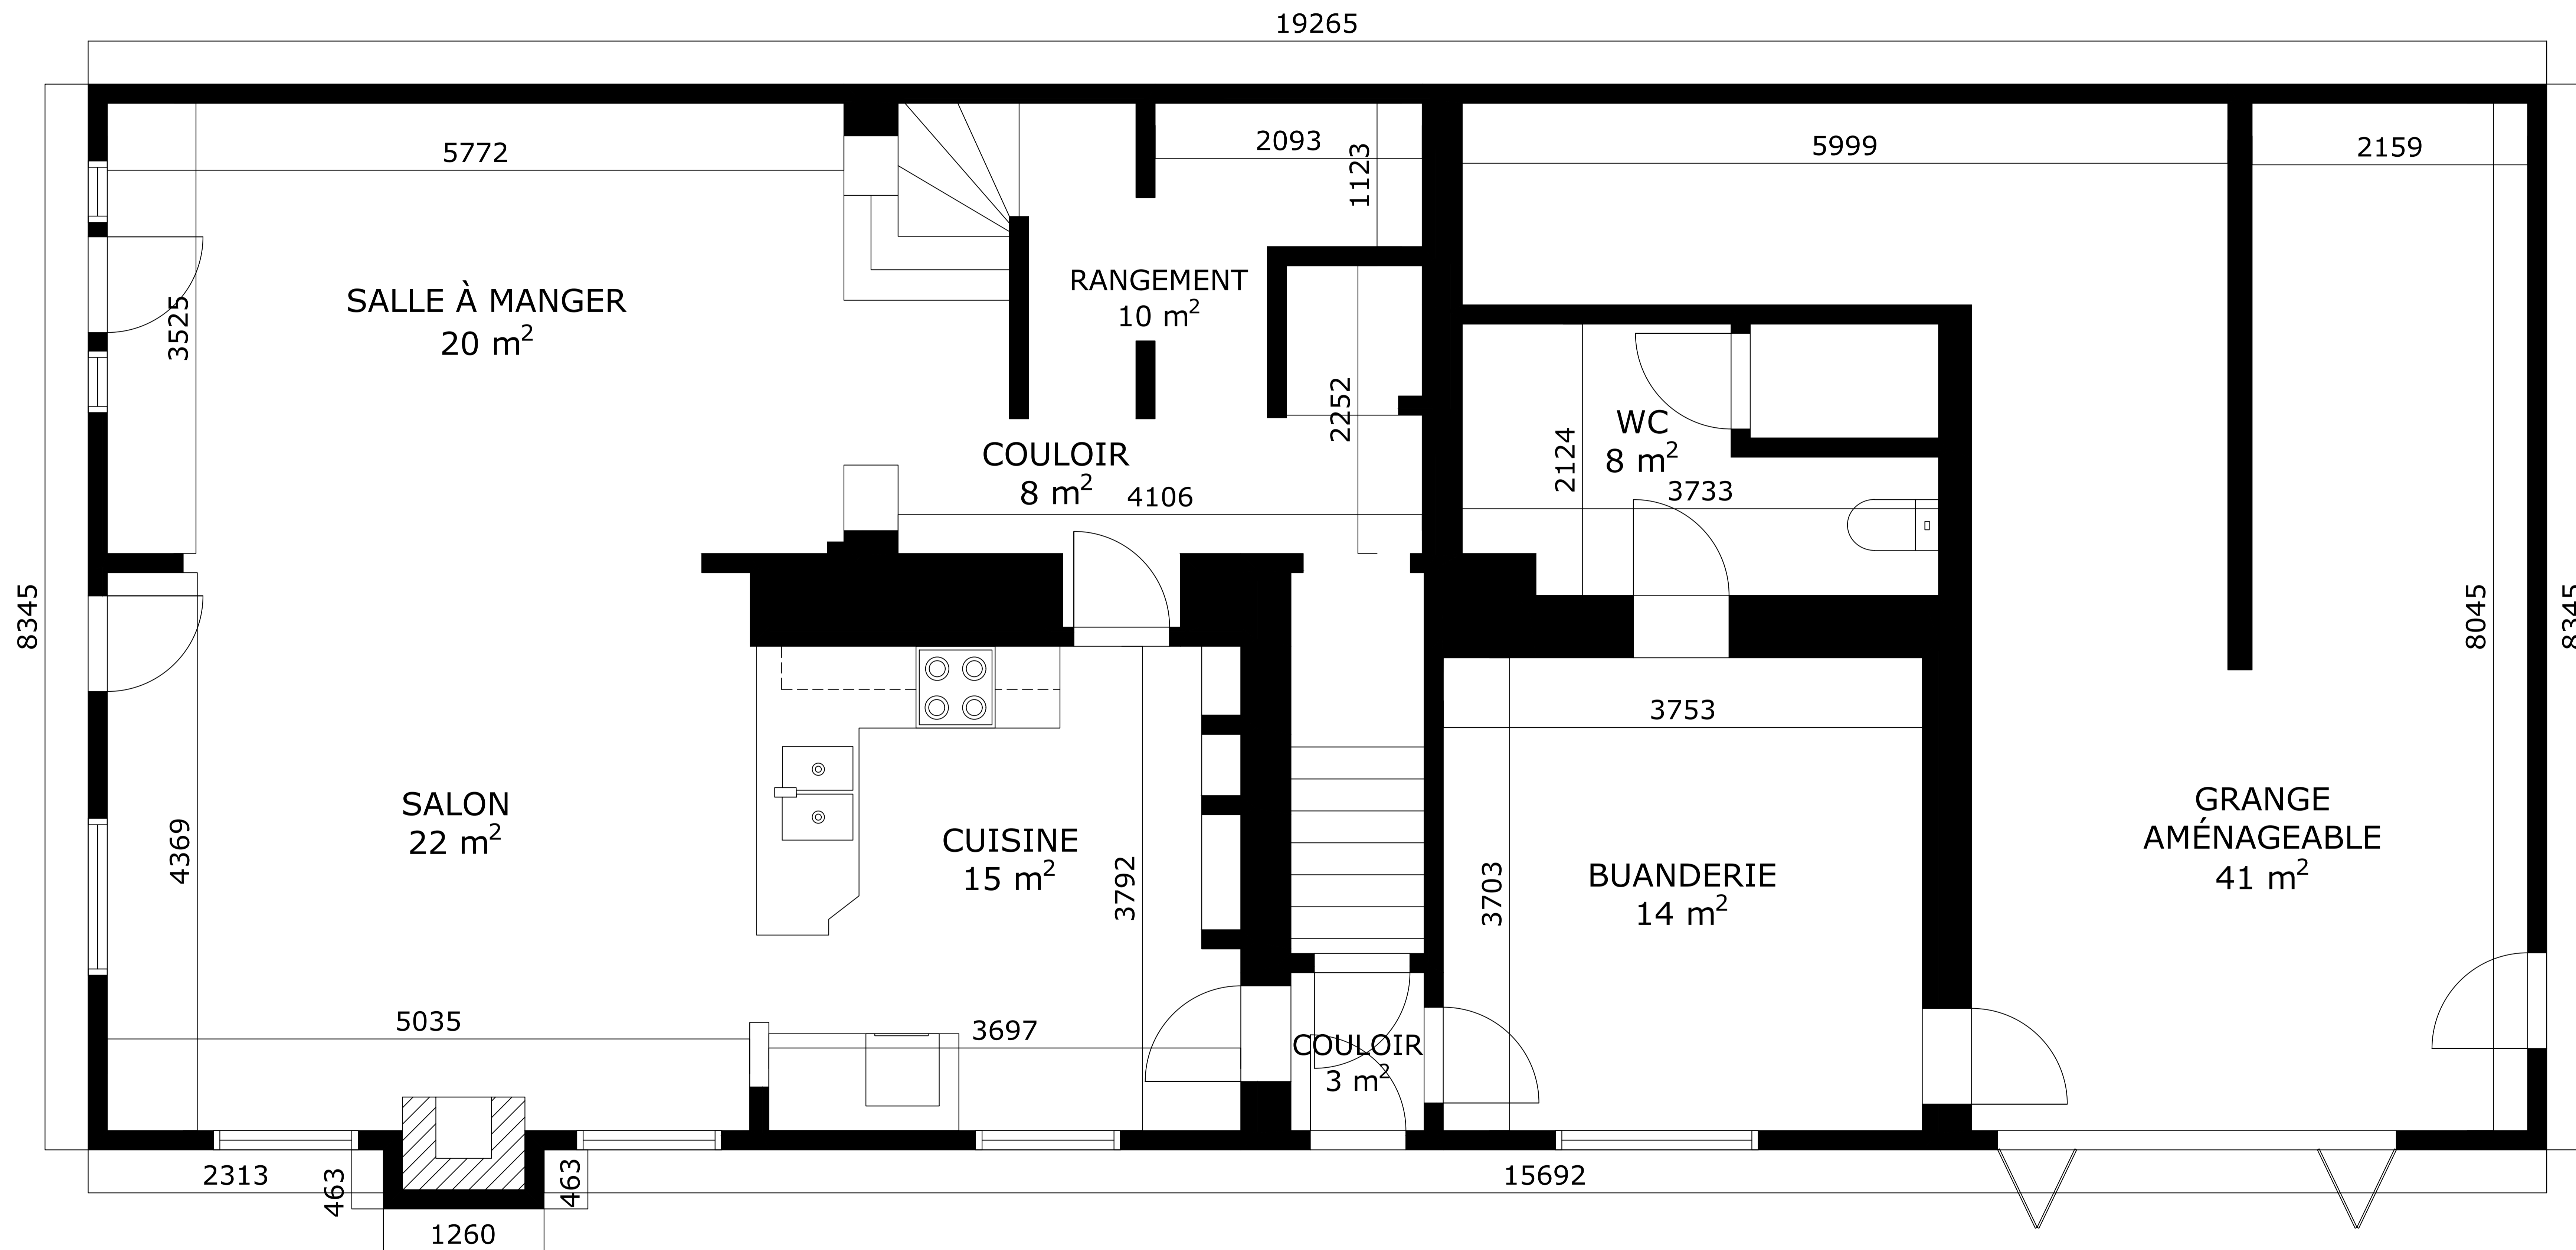 19265
5772
2093
1123
5999
2159
SALLE À MANGER
20 m²
3525
RANGEMENT
10 m²
2252
COULOIR
8 m²
4106
WC
8 m²
2124
3733
8345
8045
8345
3753
SALON
22 m²
4369
CUISINE
15 m²
3792
BUANDERIE
14 m²
3703
GRANGE
AMÉNAGEABLE
41 m²
5035
3697
COULOIR
3 m²
2313
463
463
15692
1260